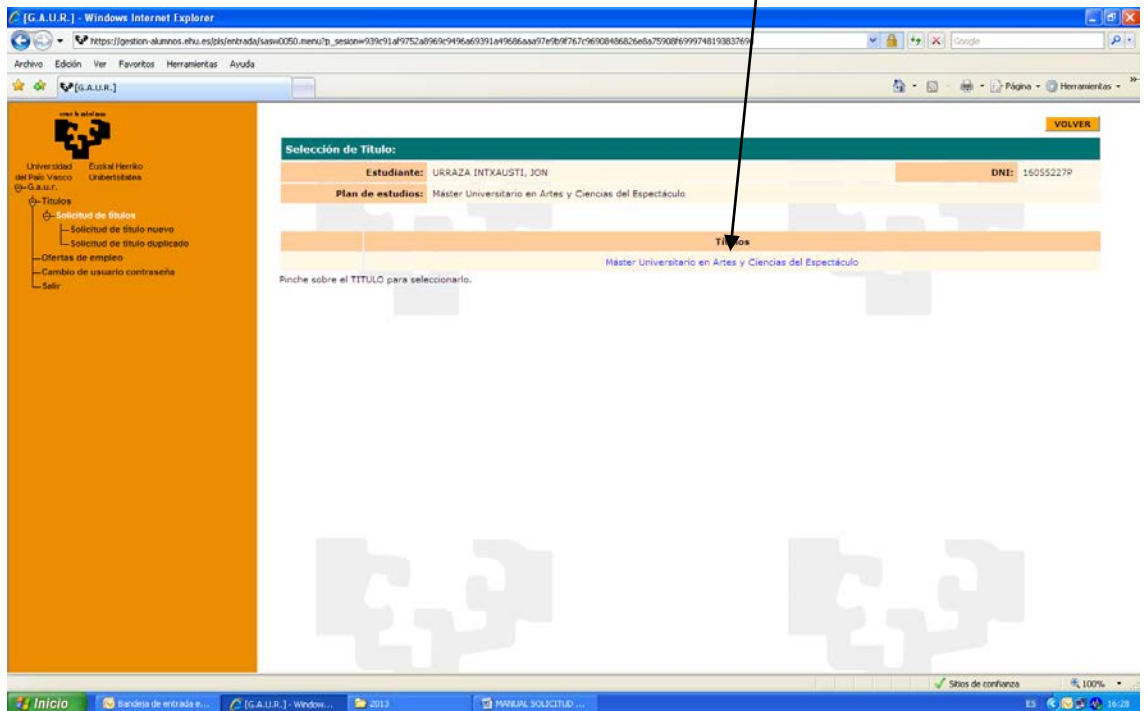 [G.A.U.R.] - Windows Internet Explorer
Google
Archivo Edición Ver Favoritos Herramientas Ayuda
[G.A.U.R.]
Página
Herramientas
VOLVER
Universidad del País Vasco
Euskal Herriko Unibertsitatea
G.a.u.r.
Titulos
Solicitud de títulos
Solicitud de título nuevo
Solicitud de título duplicado
Ofertas de empleo
Cambio de usuario contraseña
Salir
Selección de Título:
Estudiante: URRAZA INTXAUSTI, JON DNI: 16055227P
Plan de estudios: Máster Universitario en Artes y Ciencias del Espectáculo
Títulos
Máster Universitario en Artes y Ciencias del Espectáculo
Pinche sobre el TITULO para seleccionarlo.
Sitios de confianza 100%
Inicio
Bandeja de entrada e...
[G.A.U.R.] - Window...
2013
MANUAL SOLICITUD ...
ES
16:28